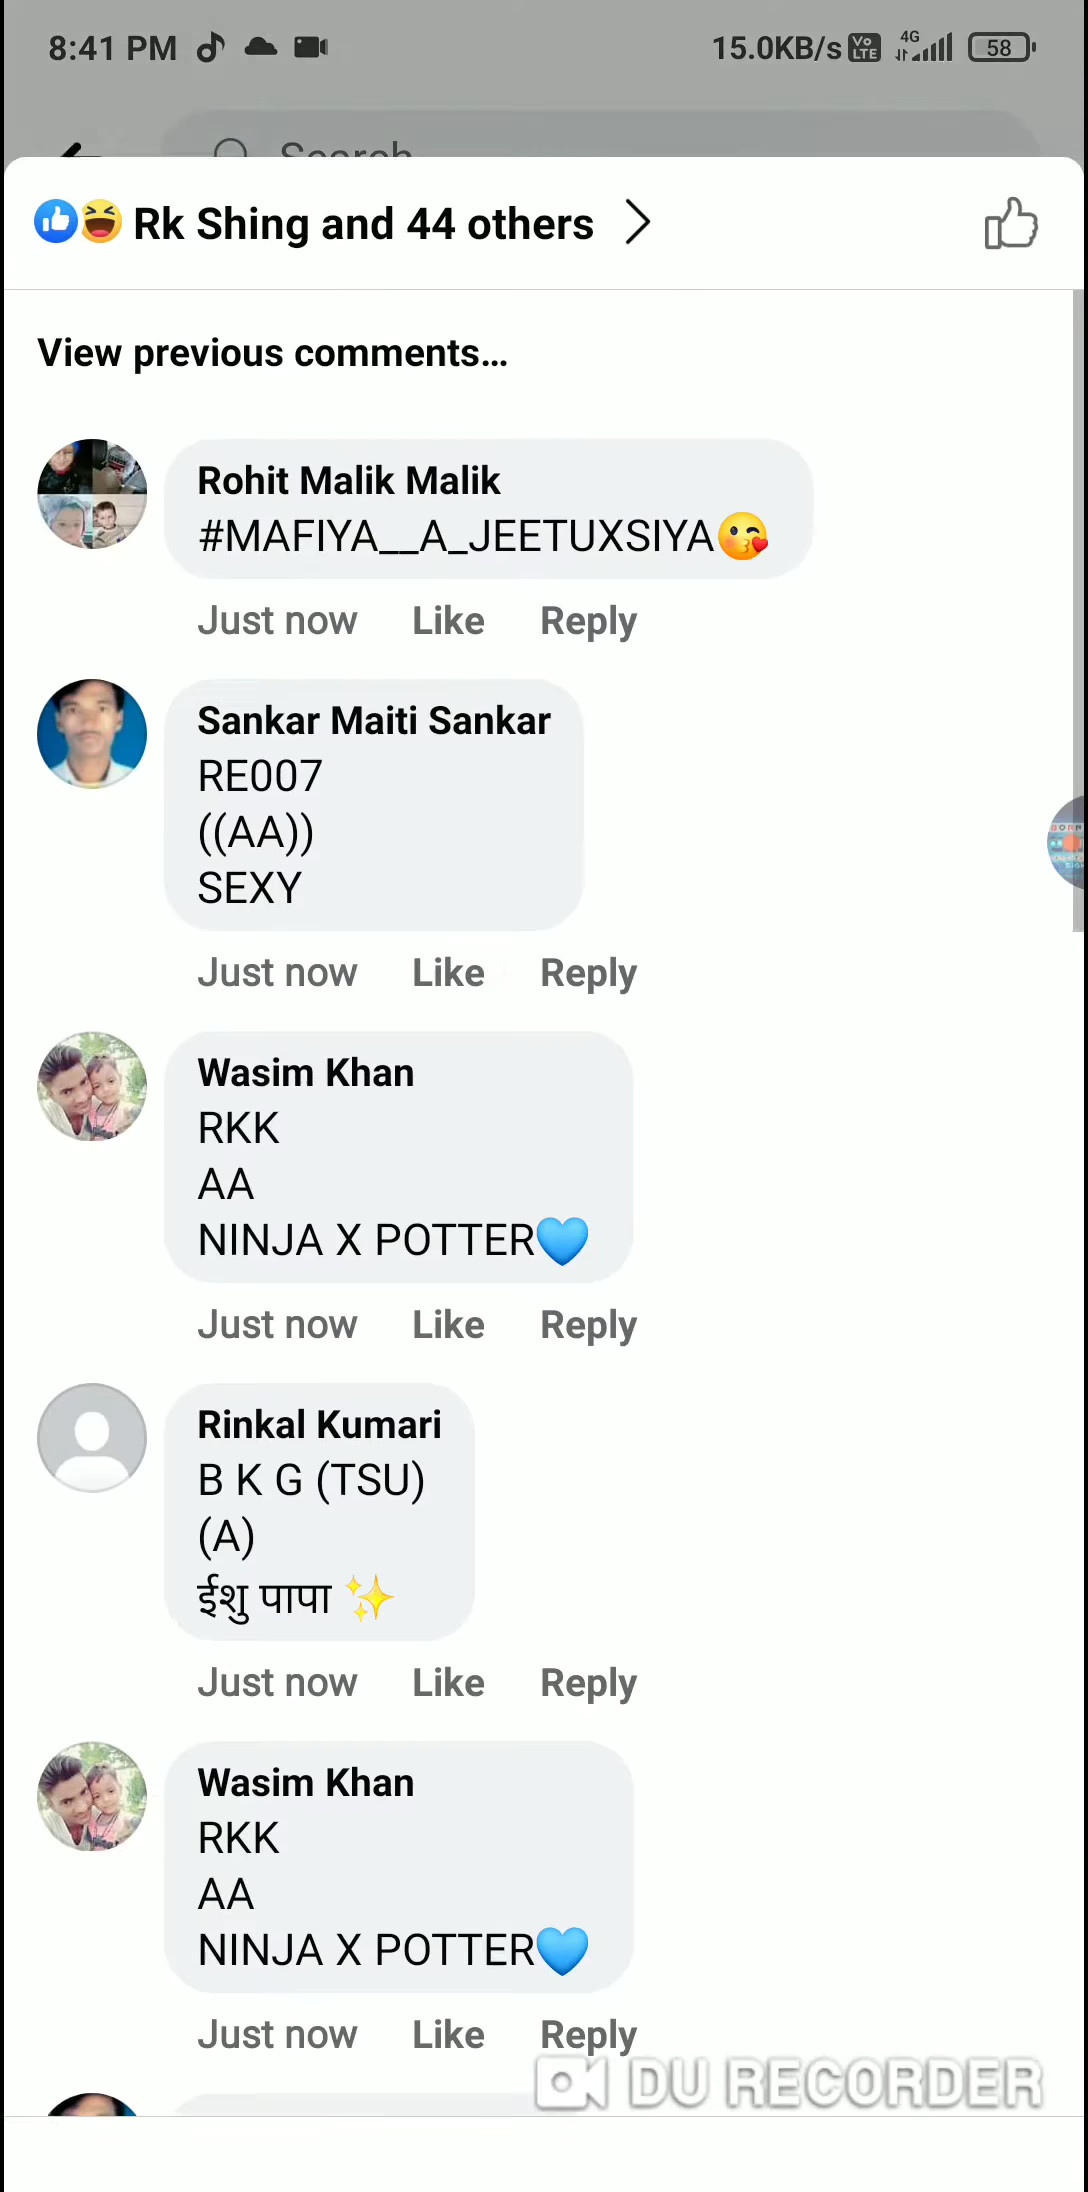 8:41 PM 15.0KB/s Vo LTE 4G 58
Search
Rk Shing and 44 others
View previous comments...
Rohit Malik Malik
#MAFIYA__A_JEETUXSIYA😘
Just now Like Reply
Sankar Maiti Sankar
RE007
((AA))
SEXY
Just now Like Reply
Wasim Khan
RKK
AA
NINJA X POTTER💙
Just now Like Reply
Rinkal Kumari
B K G (TSU)
(A)
ईशु पापा ✨
Just now Like Reply
Wasim Khan
RKK
AA
NINJA X POTTER💙
Just now Like Reply
DU RECORDER